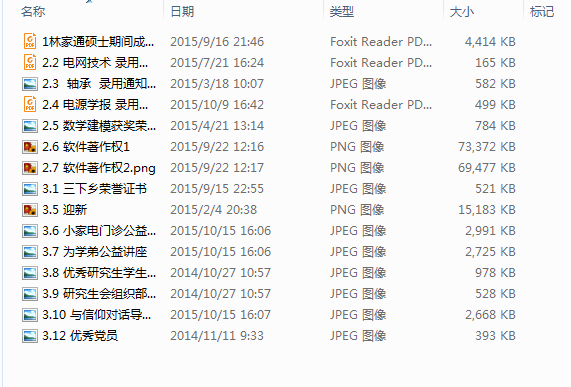 名称 日期 类型 大小 标记
1林家通硕士期间成... 2015/9/16 21:46 Foxit Reader PD... 4,414 KB
2.2 电网技术 录用... 2015/7/21 16:24 Foxit Reader PD... 165 KB
2.3 轴承 录用通知... 2015/3/18 10:07 JPEG 图像 582 KB
2.4 电源学报 录用... 2015/10/9 16:42 Foxit Reader PD... 499 KB
2.5 数学建模获奖荣... 2015/4/21 13:14 JPEG 图像 784 KB
2.6 软件著作权1 2015/9/22 12:16 PNG 图像 73,372 KB
2.7 软件著作权2.png 2015/9/22 12:17 PNG 图像 69,477 KB
3.1 三下乡荣誉证书 2015/9/15 22:55 JPEG 图像 521 KB
3.5 迎新 2015/2/4 20:38 PNG 图像 15,183 KB
3.6 小家电门诊公益... 2015/10/15 16:06 JPEG 图像 2,991 KB
3.7 为学弟公益讲座 2015/10/15 16:06 JPEG 图像 2,725 KB
3.8 优秀研究生学生... 2014/10/27 10:57 JPEG 图像 978 KB
3.9 研究生会组织部... 2014/10/27 10:57 JPEG 图像 528 KB
3.10 与信仰对话导... 2015/10/15 16:07 JPEG 图像 2,668 KB
3.12 优秀党员 2014/11/11 9:33 JPEG 图像 393 KB